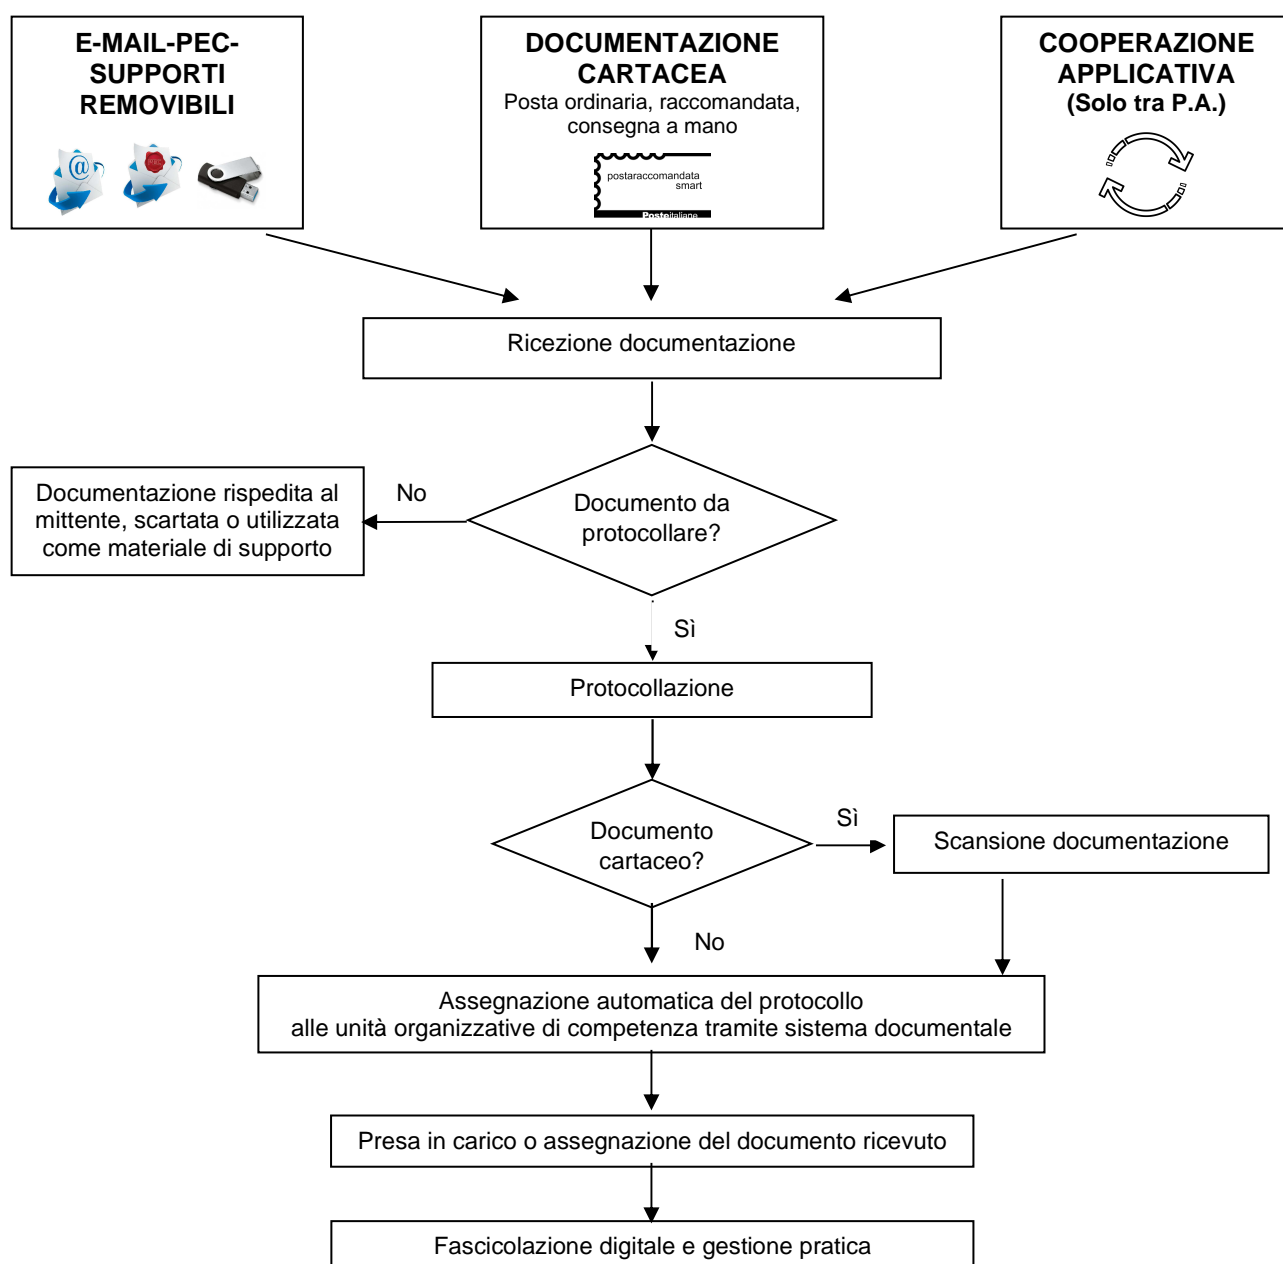 E-MAIL-PEC-
SUPPORTI
REMOVIBILI
@
DOCUMENTAZIONE
CARTACEA
Posta ordinaria, raccomandata,
consegna a mano
postaraccomandata
smart
Posteitaliane
COOPERAZIONE
APPLICATIVA
(Solo tra P.A.)
Ricezione documentazione
Documento da
protocollare?
No
Documentazione rispedita al
mittente, scartata o utilizzata
come materiale di supporto
Sì
Protocollazione
Documento
cartaceo?
Sì
Scansione documentazione
No
Assegnazione automatica del protocollo
alle unità organizzative di competenza tramite sistema documentale
Presa in carico o assegnazione del documento ricevuto
Fascicolazione digitale e gestione pratica